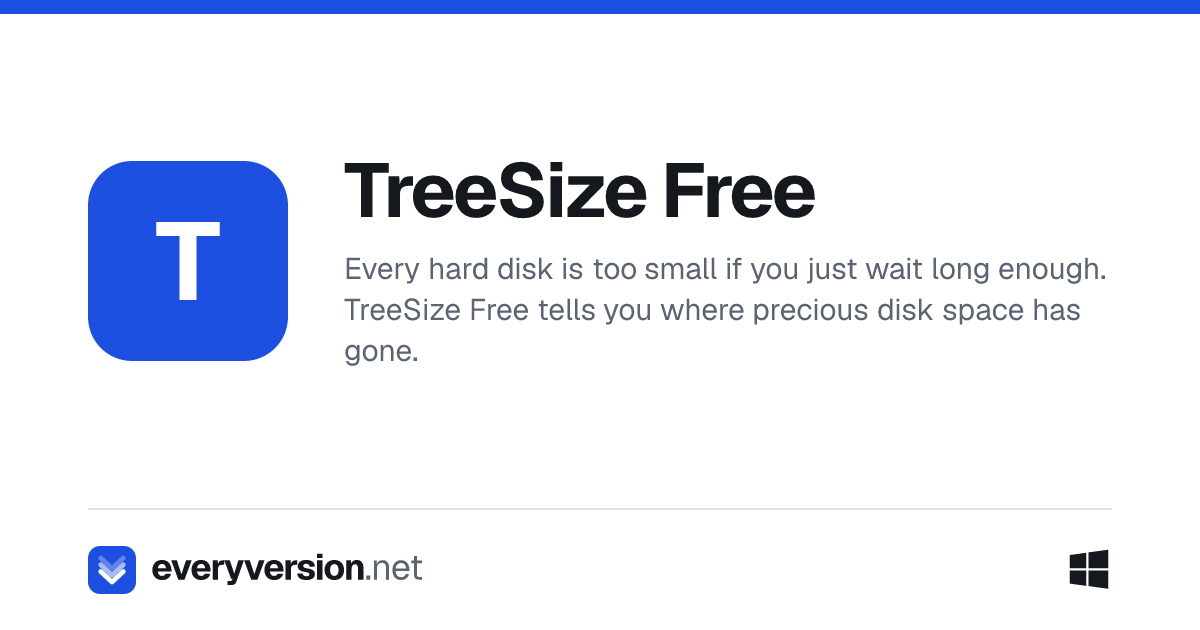 T
TreeSize Free
Every hard disk is too small if you just wait long enough.
TreeSize Free tells you where precious disk space has
gone.
everyversion.net